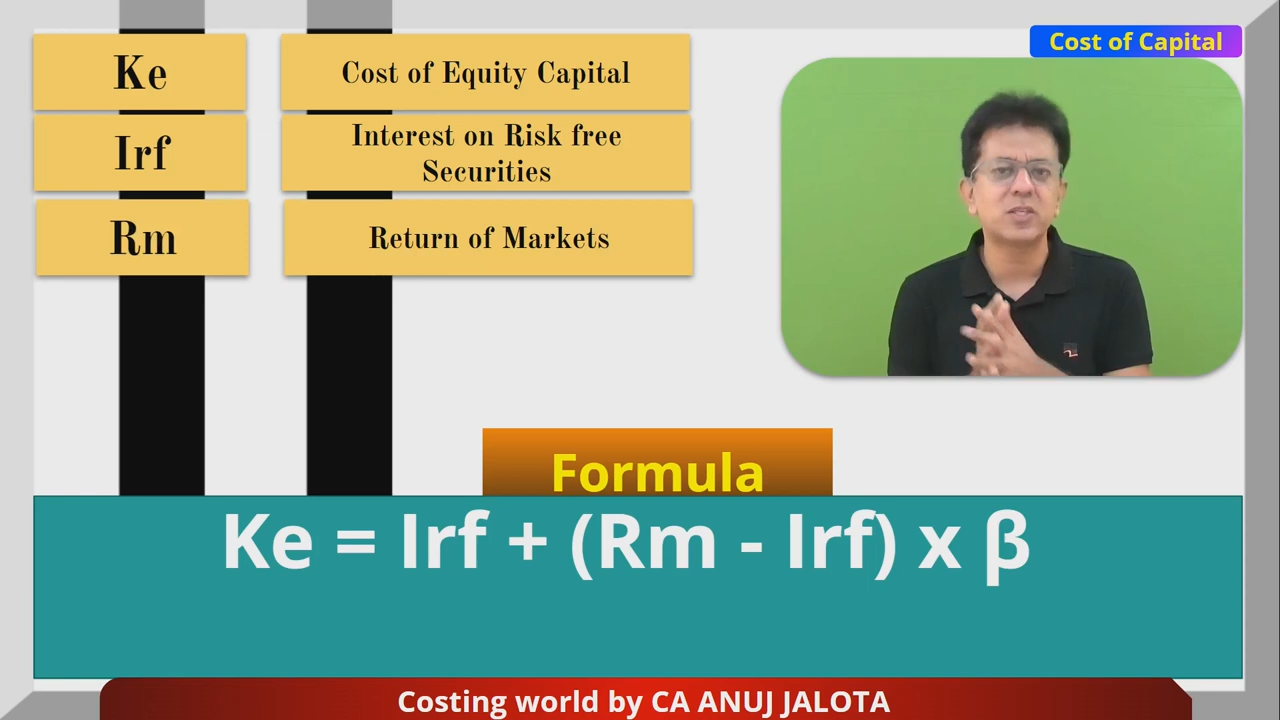 Cost of Capital
Ke
Cost of Equity Capital
Irf
Interest on Risk free
Securities
Rm
Return of Markets
Formula
Ke = Irf + (Rm - Irf) x β
Costing world by CA ANUJ JALOTA